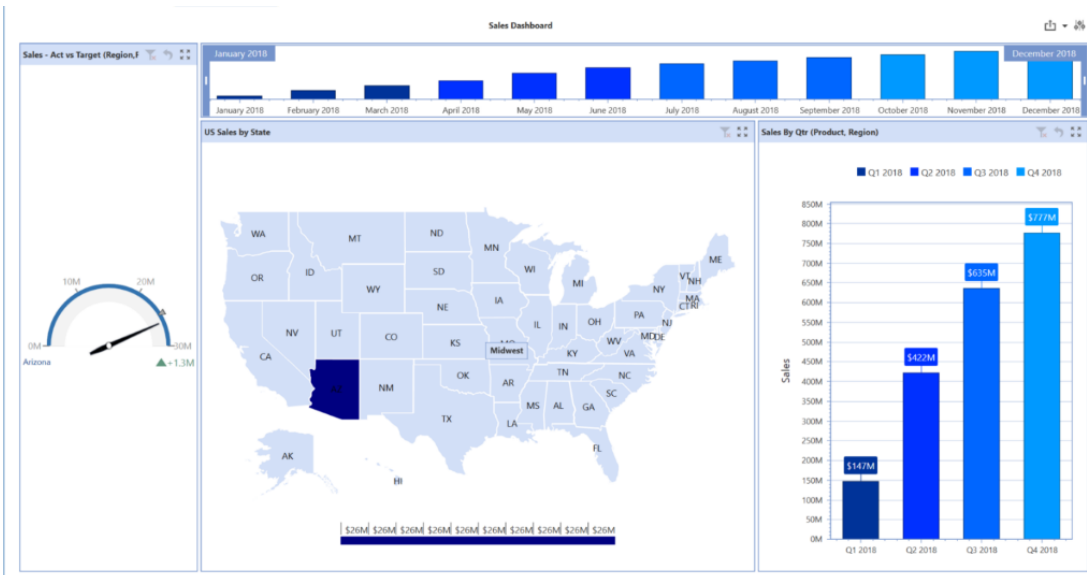 Sales Dashboard
Sales - Act vs Target (Region,F
January 2018
December 2018
January 2018 February 2018 March 2018 April 2018 May 2018 June 2018 July 2018 August 2018 September 2018 October 2018 November 2018 December 2018
US Sales by State
Sales By Qtr (Product, Region)
Q1 2018 Q2 2018 Q3 2018 Q4 2018
10M 20M
0M 30M
Arizona +1.3M
WA MT ND MN ME
OR ID SD WI MI VT NH
WY NY MA
CT RI
NE IA PA NJ
NV UT CO IL IN OH MD DE
CA KS WV VA
Midwest KY
OK TN NC
NM AR SC
TX MS AL GA
LA
FL
AK
HI
$26M $26M $26M $26M $26M $26M $26M $26M $26M
850M
800M
750M
700M
650M
600M
550M
500M
450M
400M
350M
300M
250M
200M
150M
100M
50M
0M
Sales
$147M
$422M
$635M
$777M
Q1 2018 Q2 2018 Q3 2018 Q4 2018